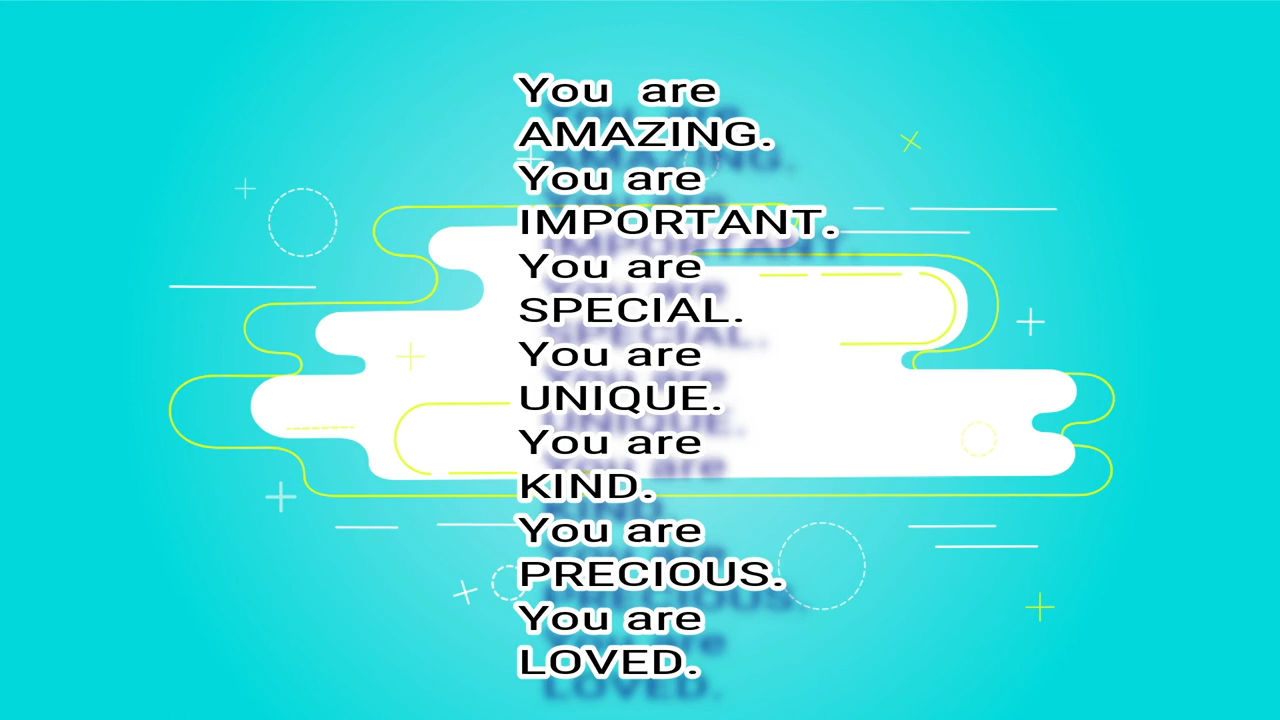 You are
AMAZING.
You are
IMPORTANT.
You are
SPECIAL.
You are
UNIQUE.
You are
KIND.
You are
PRECIOUS.
You are
LOVED.